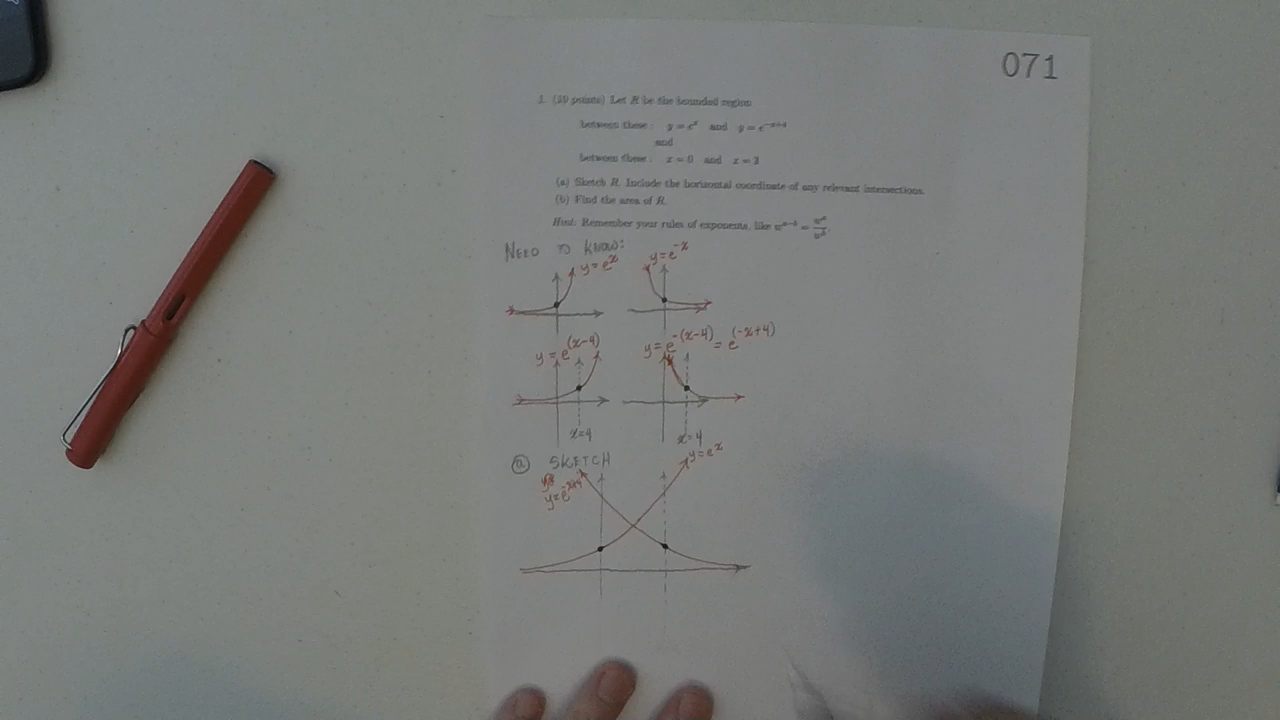 071
1. (10 points) Let R be the bounded region
between these: y = e^x and y = e^{-x+4}
and
between these: x = 0 and x = 3
(a) Sketch R. Include the horizontal coordinate of any relevant intersections.
(b) Find the area of R.
Hint: Remember your rules of exponents, like w^{a-b} = w^a/w^b.
NEED TO KNOW:
y=e^x y=e^{-x}
y=e^{(x-4)} y=e^{-(x-4)} = e^{(-x+4)}
x=4 x=4
(a) SKETCH y=e^x
y=e^{-x+4}